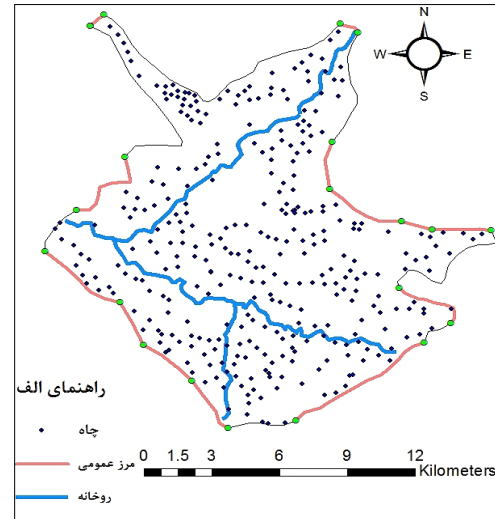 N
W E
S
راهنمای الف
چاه
مرز عمومی
روخانه
0 1.5 3 6 9 12
Kilometers